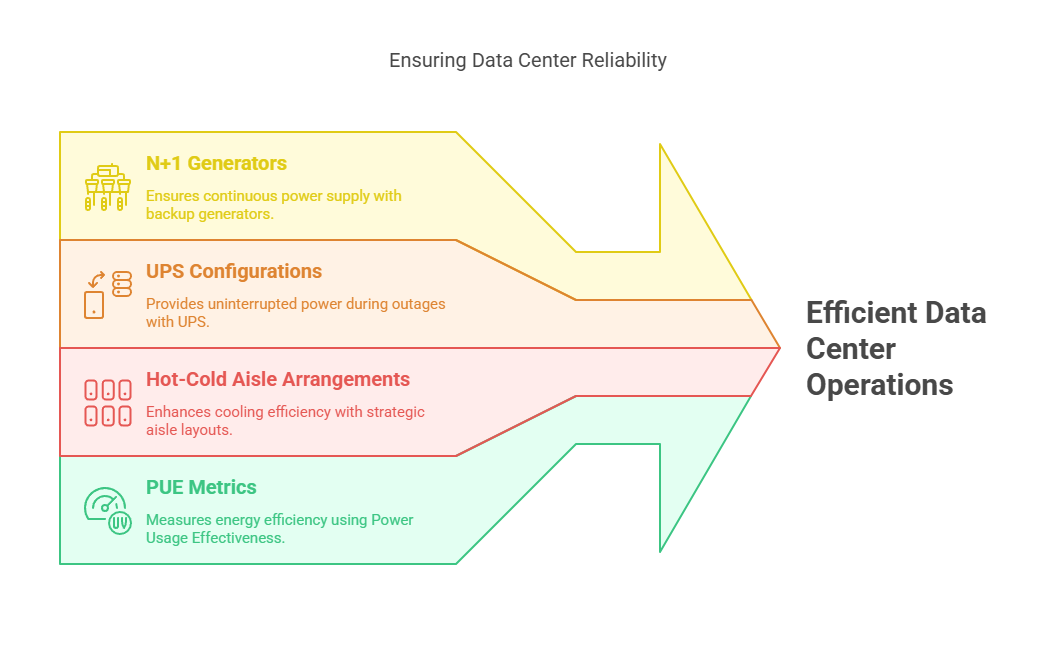 Ensuring Data Center Reliability
N+1 Generators
Ensures continuous power supply with
backup generators.
UPS Configurations
Provides uninterrupted power during outages
with UPS.
Hot-Cold Aisle Arrangements
Enhances cooling efficiency with strategic
aisle layouts.
PUE Metrics
UV
Measures energy efficiency using Power
Usage Effectiveness.
Efficient Data
Center
Operations